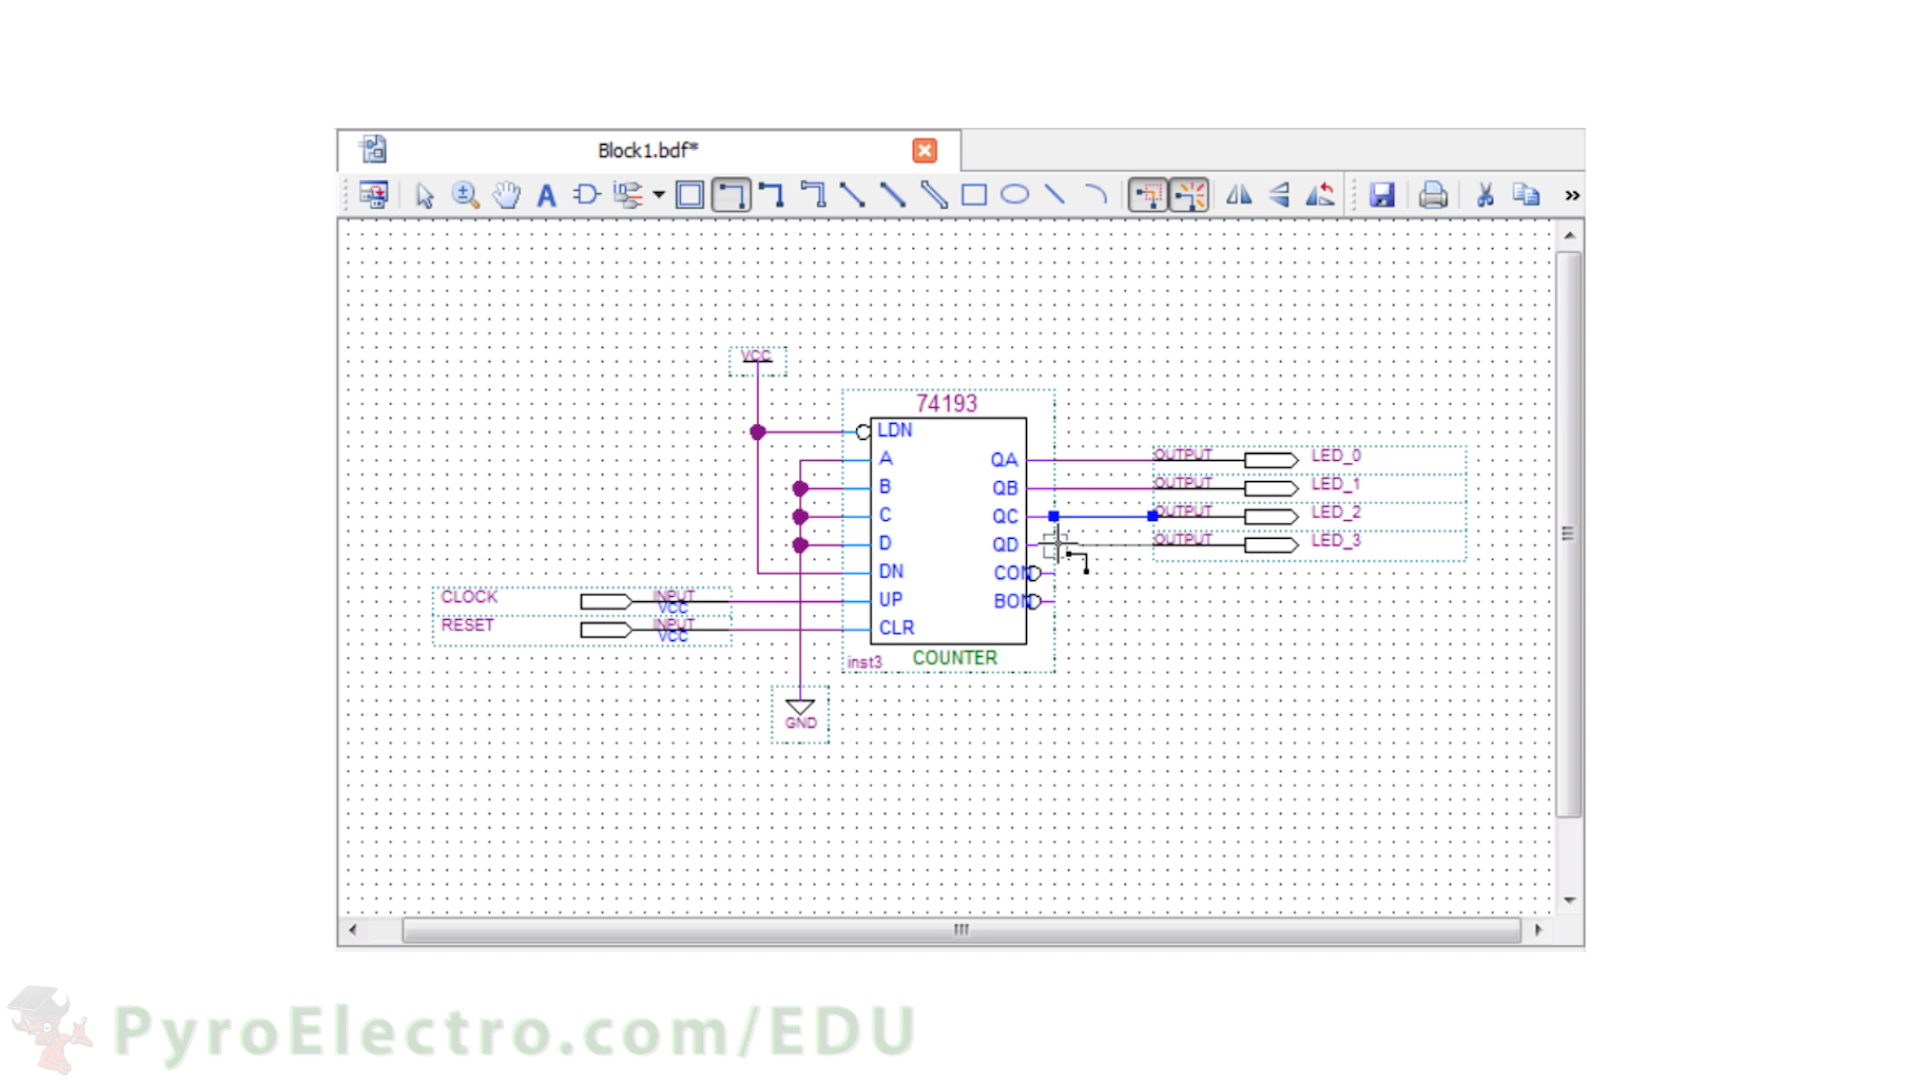 Block1.bdf*
A
VCC
74193
LDN
A
B
C
D
DN
UP
CLR
QA
QB
QC
QD
CON
BON
inst3
COUNTER
OUTPUT
LED_0
OUTPUT
LED_1
OUTPUT
LED_2
OUTPUT
LED_3
CLOCK
INPUT
VCC
RESET
INPUT
VCC
GND
PyroElectro.com/EDU